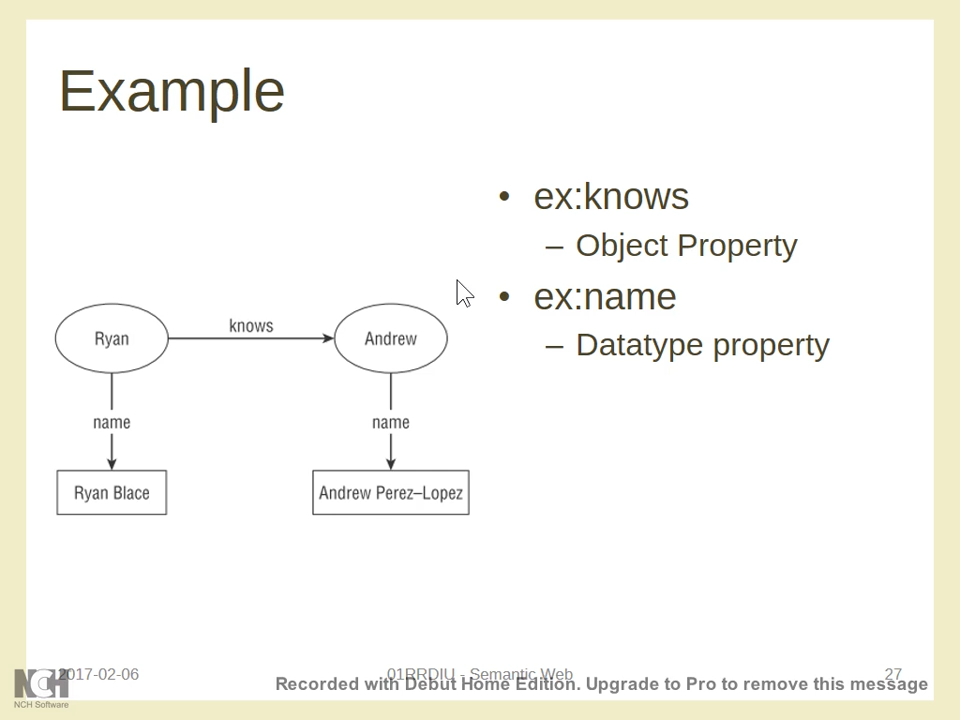 Example
• ex:knows
– Object Property
• ex:name
– Datatype property
Ryan
knows
Andrew
name
name
Ryan Blace
Andrew Perez–Lopez
2017-02-06
01RRDIU - Semantic Web
27
NCH
NCH Software
Recorded with Debut Home Edition. Upgrade to Pro to remove this message